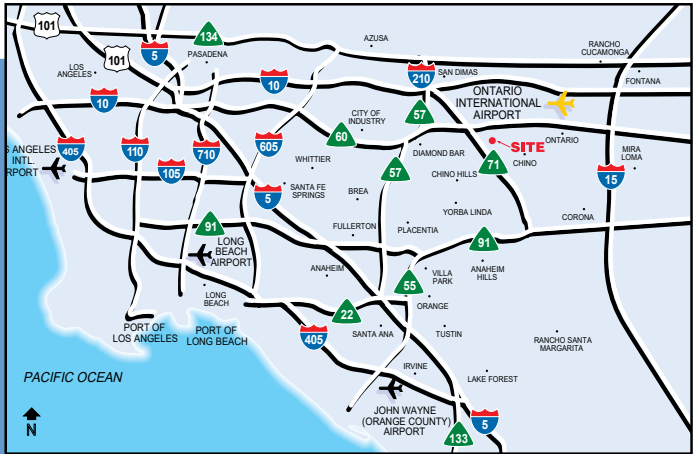 101
134
5
PASADENA
AZUSA
RANCHO
CUCAMONGA
LOS
ANGELES
101
10
210
SAN DIMAS
FONTANA
10
ONTARIO
INTERNATIONAL
AIRPORT
57
CITY OF
INDUSTRY
60
605
SITE
ONTARIO
MIRA
LOMA
S ANGELES
INTL.
RPORT
405
110
710
105
WHITTIER
DIAMOND BAR
57
CHINO HILLS
71
CHINO
15
5
SANTA FE
SPRINGS
BREA
YORBA LINDA
CORONA
91
LONG
BEACH
AIRPORT
FULLERTON
PLACENTIA
91
ANAHEIM
VILLA
PARK
ANAHEIM
HILLS
55
ORANGE
LONG
BEACH
22
PORT OF
LOS ANGELES
PORT OF
LONG BEACH
405
SANTA ANA
TUSTIN
RANCHO SANTA
MARGARITA
IRVINE
LAKE FOREST
PACIFIC OCEAN
N
JOHN WAYNE
(ORANGE COUNTY)
AIRPORT
5
133